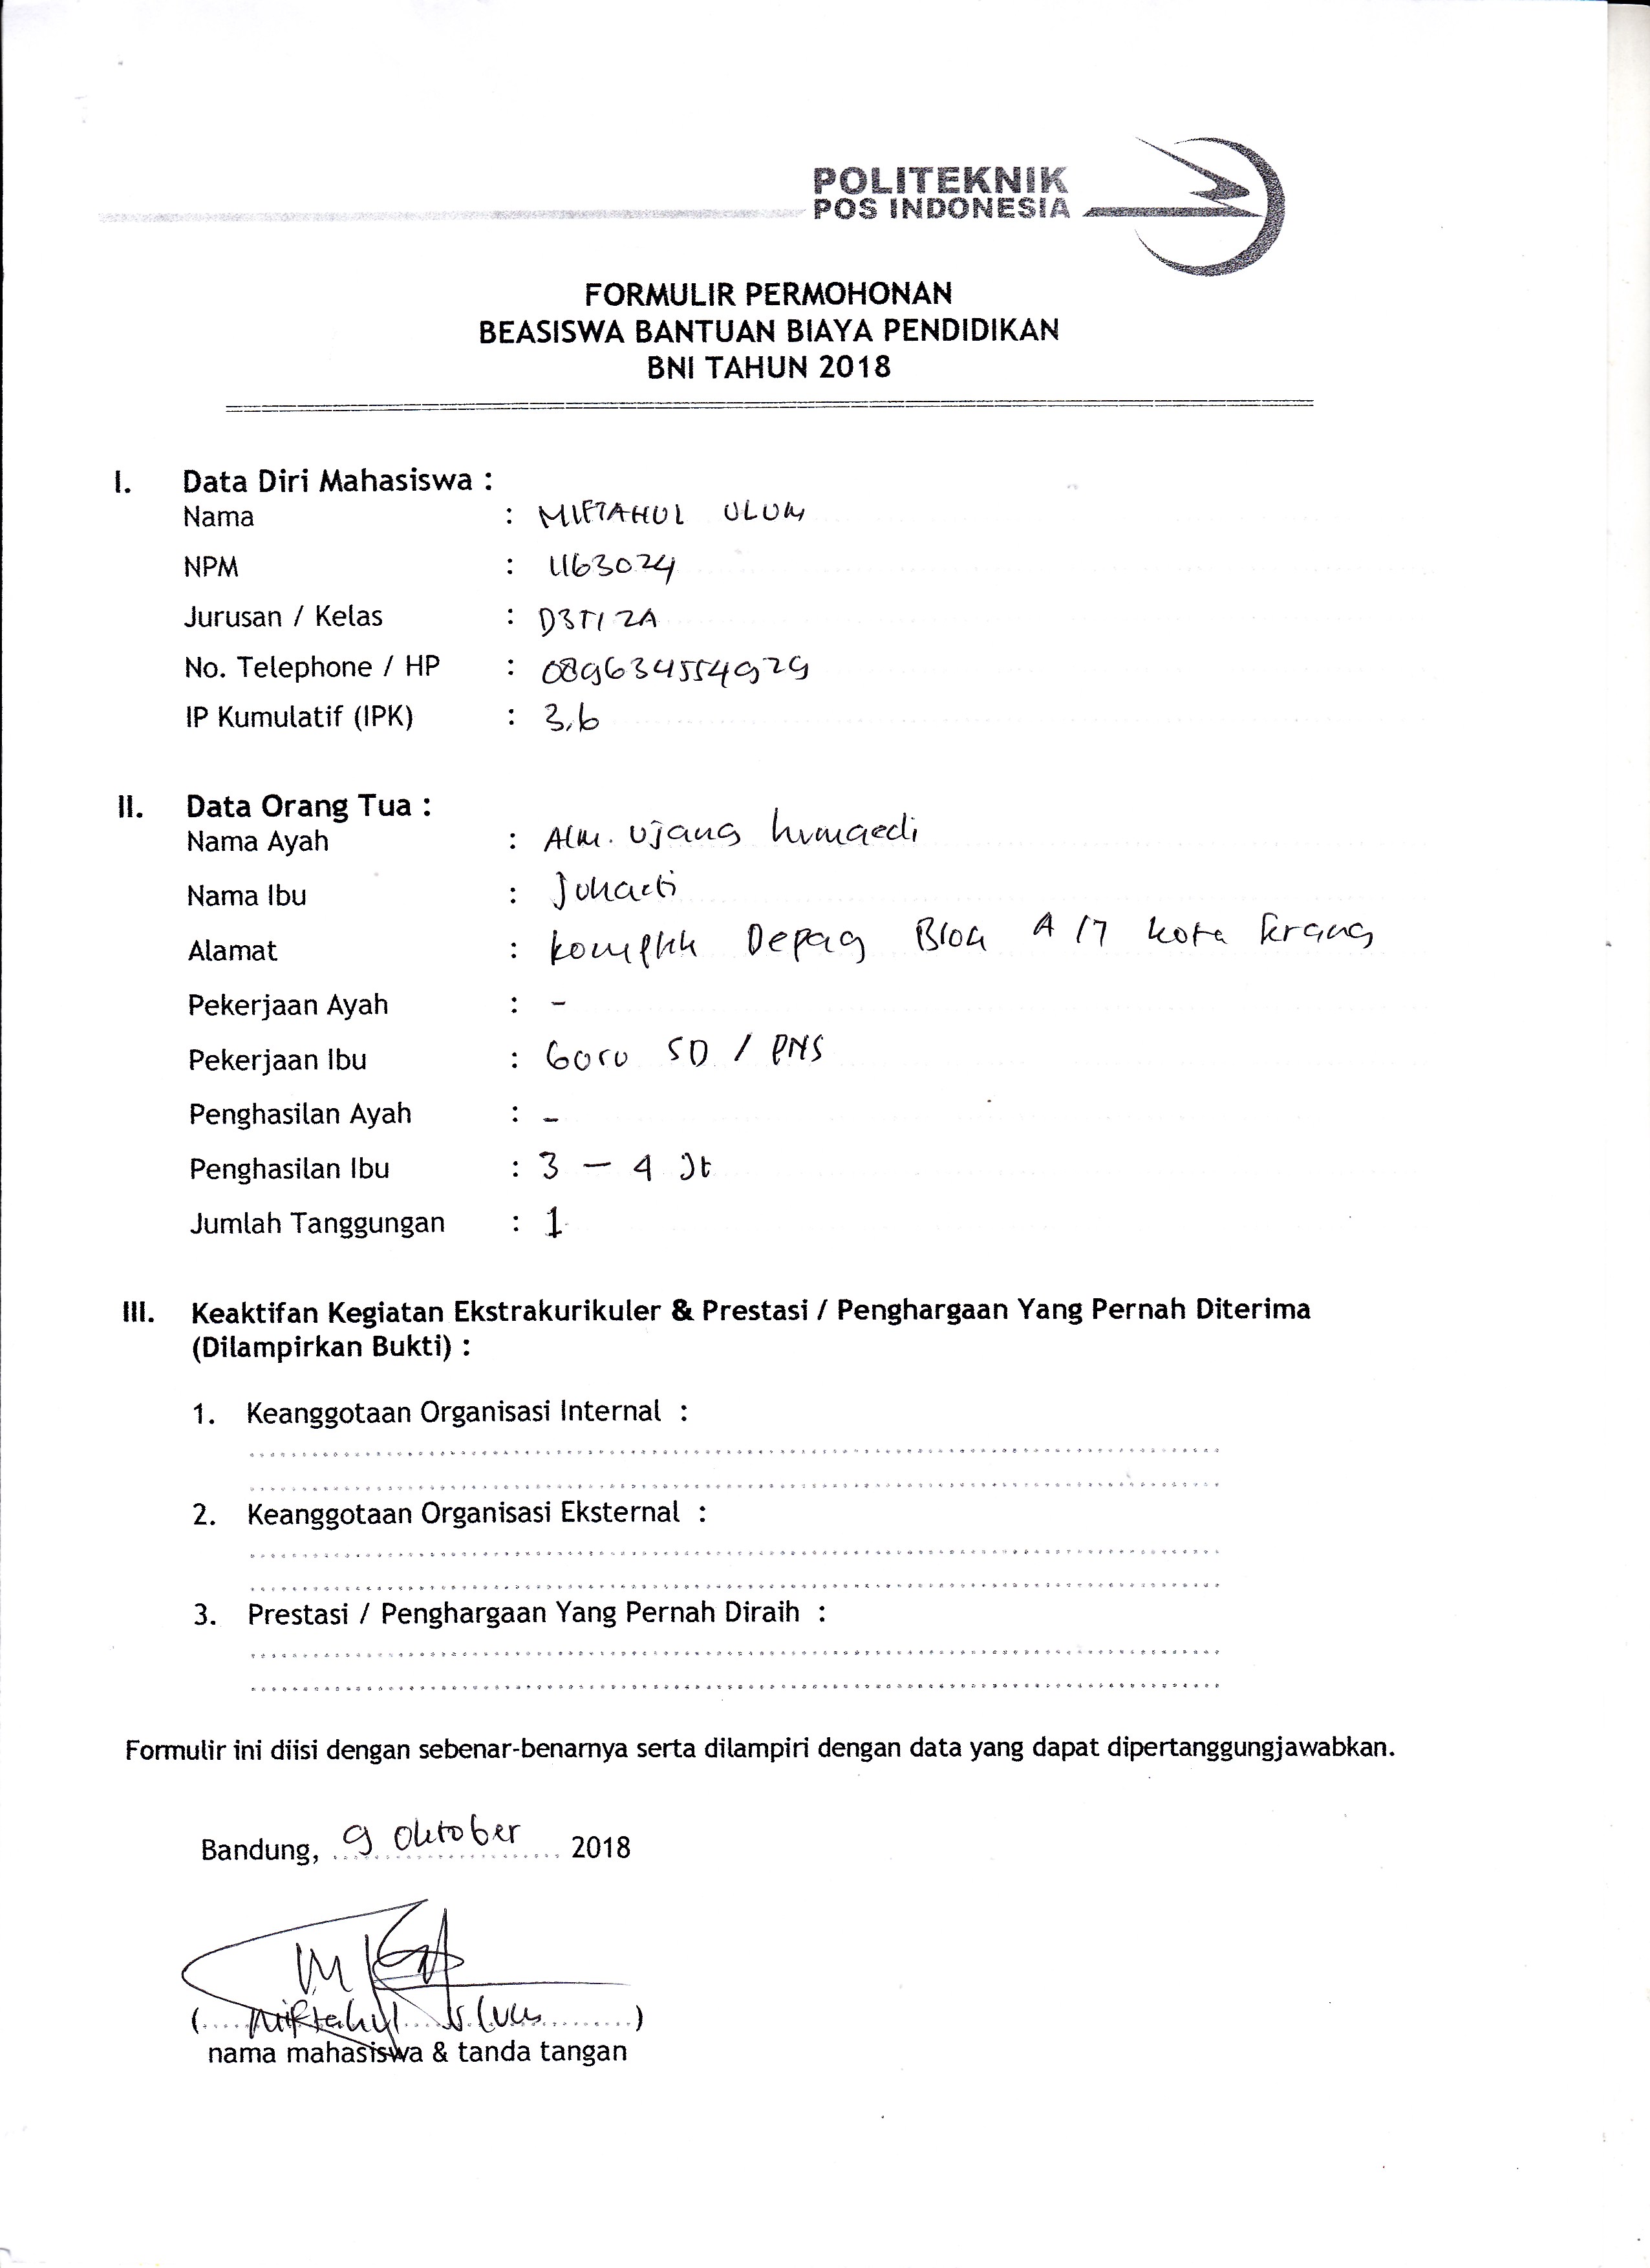 POLITEKNIK
POS INDONESIA
FORMULIR PERMOHONAN
BEASISWA BANTUAN BIAYA PENDIDIKAN
BNI TAHUN 2018
I. Data Diri Mahasiswa :
Nama : MIFTAHUL ULUM
NPM : 1163024
Jurusan / Kelas : D3TI 2A
No. Telephone / HP : 089634554929
IP Kumulatif (IPK) : 3,6
II. Data Orang Tua :
Nama Ayah : Alm. Ujang humaedi
Nama Ibu :
Alamat : Depag Blok A 17 kota
Pekerjaan Ayah : -
Pekerjaan Ibu : Guru SD / PNS
Penghasilan Ayah : -
Penghasilan Ibu : 3 - 4 Jt
Jumlah Tanggungan : 1
III. Keaktifan Kegiatan Ekstrakurikuler & Prestasi / Penghargaan Yang Pernah Diterima
(Dilampirkan Bukti) :
1. Keanggotaan Organisasi Internal :
2. Keanggotaan Organisasi Eksternal :
3. Prestasi / Penghargaan Yang Pernah Diraih :
Formulir ini diisi dengan sebenar-benarnya serta dilampiri dengan data yang dapat dipertanggungjawabkan.
Bandung, 9 Oktober 2018
(Miftahul Ulum)
nama mahasiswa & tanda tangan